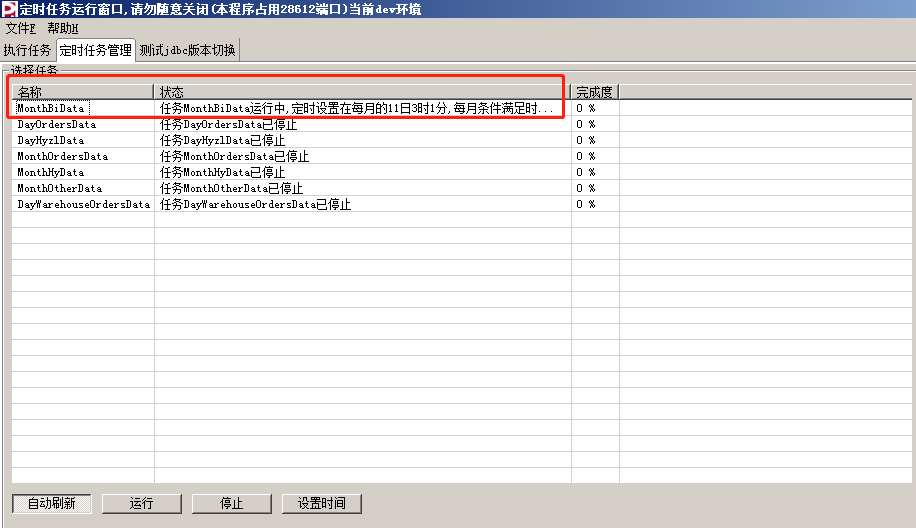 定时任务运行窗口,请勿随意关闭(本程序占用28612端口)当前dev环境
文件F 帮助H
执行任务 定时任务管理 测试jdbc版本切换
选择任务
名称 状态 完成度
MonthBiData 任务MonthBiData运行中,定时设置在每月的11日3时1分,每月条件满足时... 0 %
DayOrdersData 任务DayOrdersData已停止 0 %
DayHyzlData 任务DayHyzlData已停止 0 %
MonthOrdersData 任务MonthOrdersData已停止 0 %
MonthHyData 任务MonthHyData已停止 0 %
MonthOtherData 任务MonthOtherData已停止 0 %
DayWarehouseOrdersData 任务DayWarehouseOrdersData已停止 0 %
自动刷新 运行 停止 设置时间